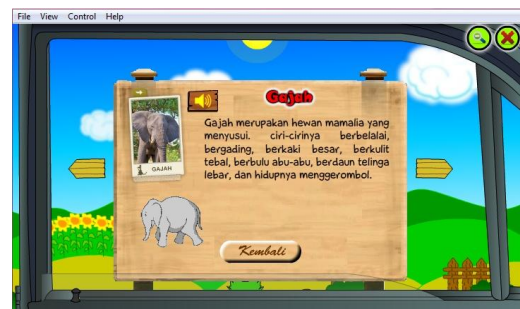 File View Control Help
Gajah
Gajah merupakan hewan mamalia yang
menyusui. ciri-cirinya berbelalai,
bergading, berkaki besar, berkulit
tebal, berbulu abu-abu, berdaun telinga
lebar, dan hidupnya menggerombol.
GAJAH
Kembali